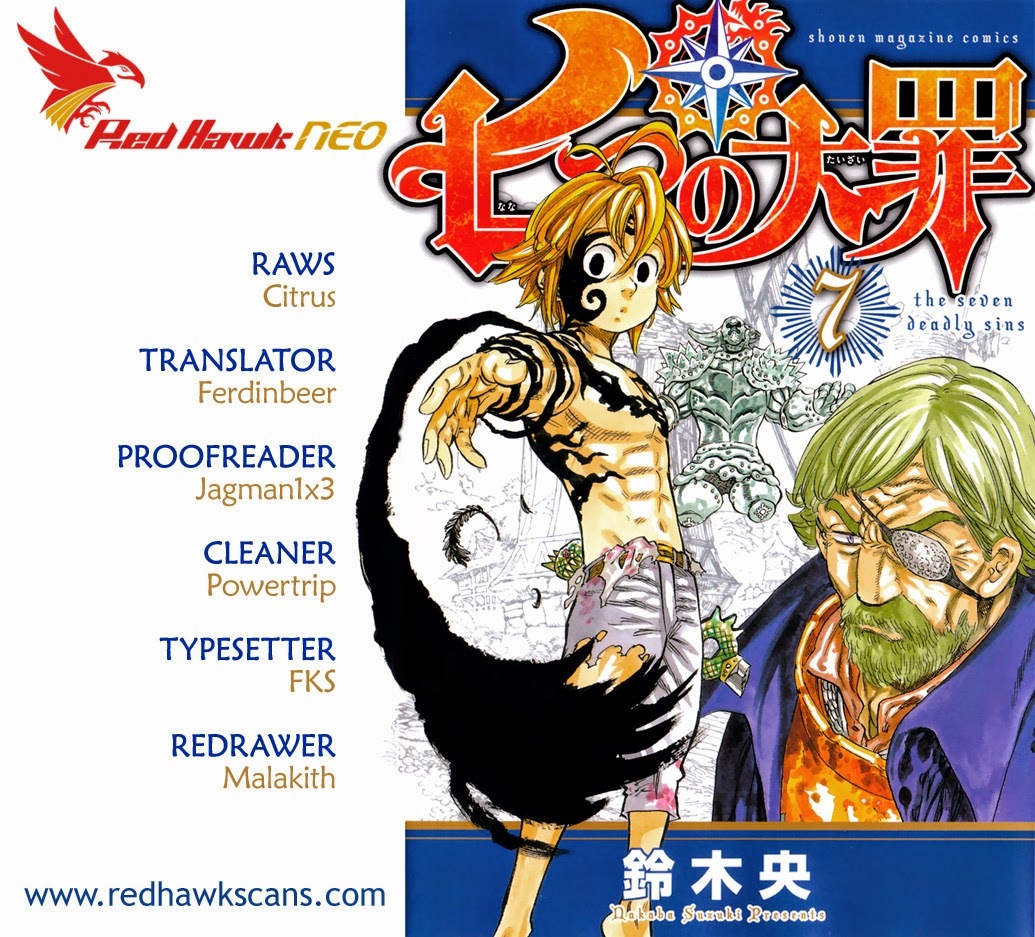 Red Hawk NEO
RAWS
Citrus
TRANSLATOR
Ferdinbeer
PROOFREADER
Jagman1x3
CLEANER
Powertrip
TYPESETTER
FKS
REDRAWER
Malakith
www.redhawkscans.com
shonen magazine comics
七つの大罪
なな
たいざい
7
the seven
deadly sins
鈴木央
Nakaba Suzuki Presents